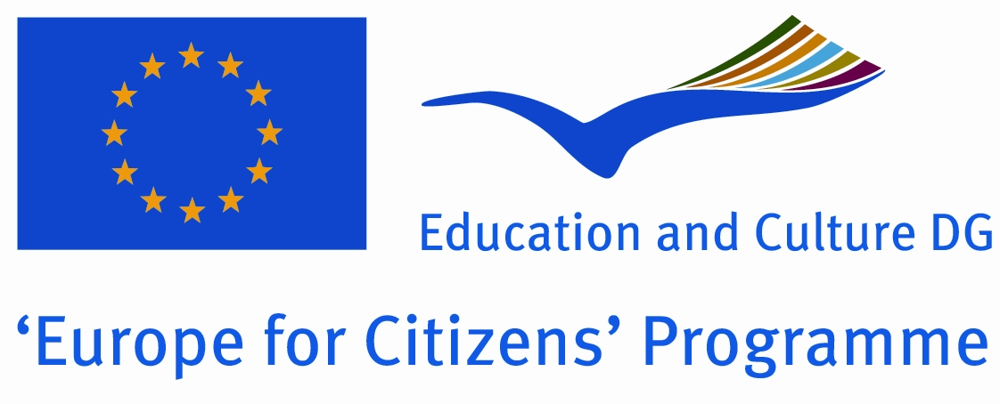 Education and Culture DG
‘Europe for Citizens’ Programme